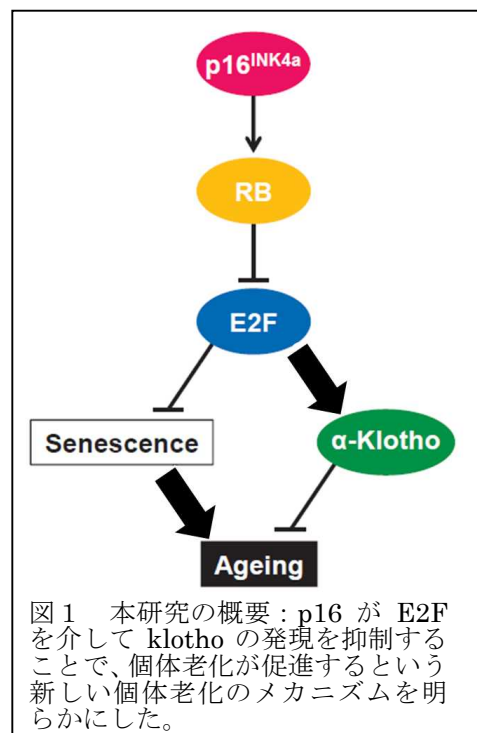 p16INK4a
RB
E2F
Senescence
α-Klotho
Ageing
図1 本研究の概要：p16 が E2F
を介して klotho の発現を抑制する
ことで、個体老化が促進するという
新しい個体老化のメカニズムを明
らかにした。